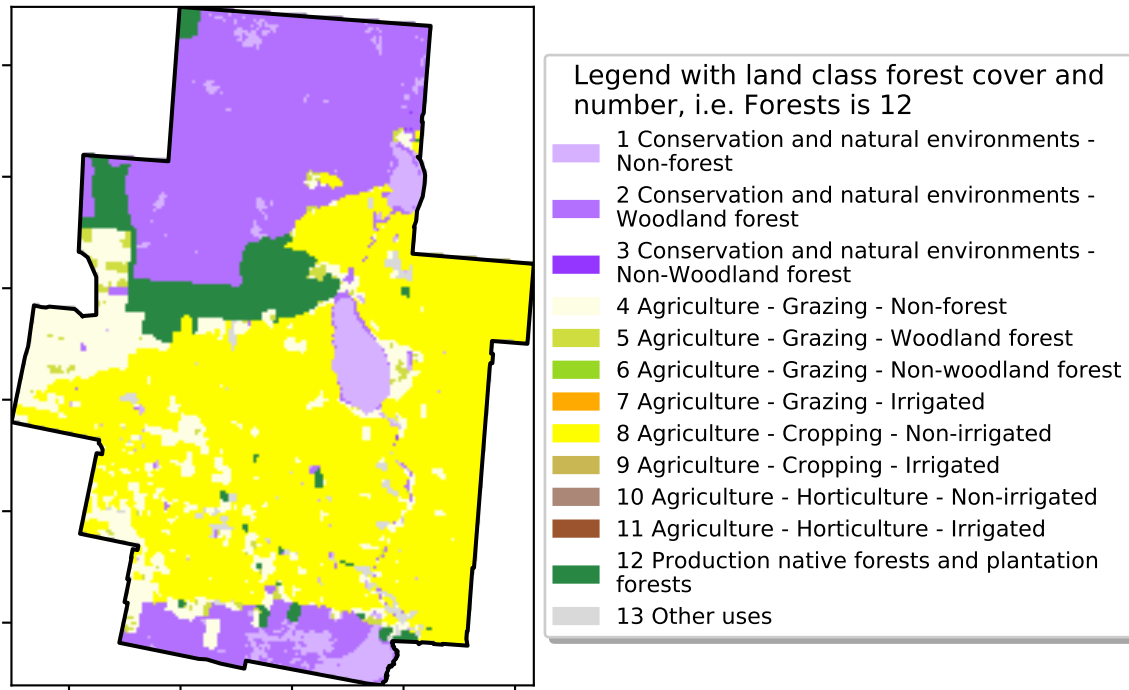 Legend with land class forest cover and
number, i.e. Forests is 12
1 Conservation and natural environments -
Non-forest
2 Conservation and natural environments -
Woodland forest
3 Conservation and natural environments -
Non-Woodland forest
4 Agriculture - Grazing - Non-forest
5 Agriculture - Grazing - Woodland forest
6 Agriculture - Grazing - Non-woodland forest
7 Agriculture - Grazing - Irrigated
8 Agriculture - Cropping - Non-irrigated
9 Agriculture - Cropping - Irrigated
10 Agriculture - Horticulture - Non-irrigated
11 Agriculture - Horticulture - Irrigated
12 Production native forests and plantation
forests
13 Other uses